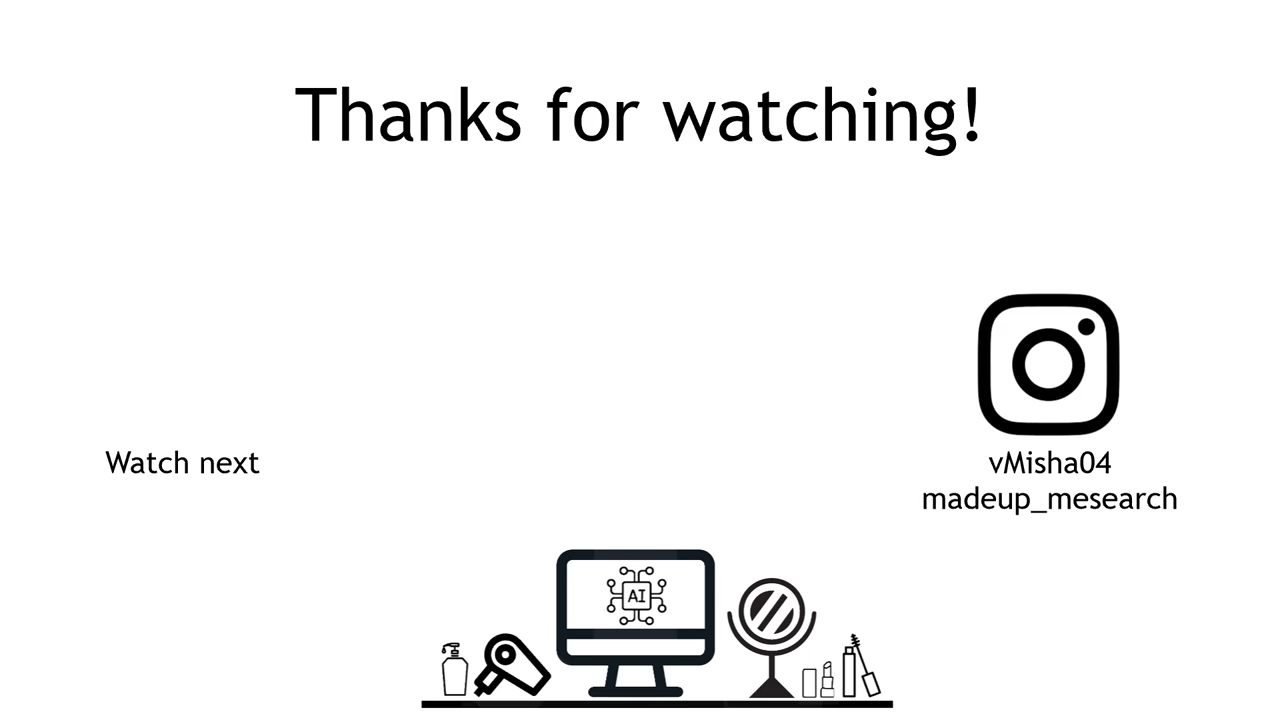 Thanks for watching!
Watch next
vMisha04
madeup_mesearch
AI